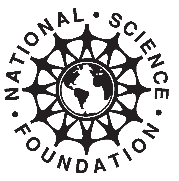 NATIONAL • SCIENCE
• FOUNDATION •